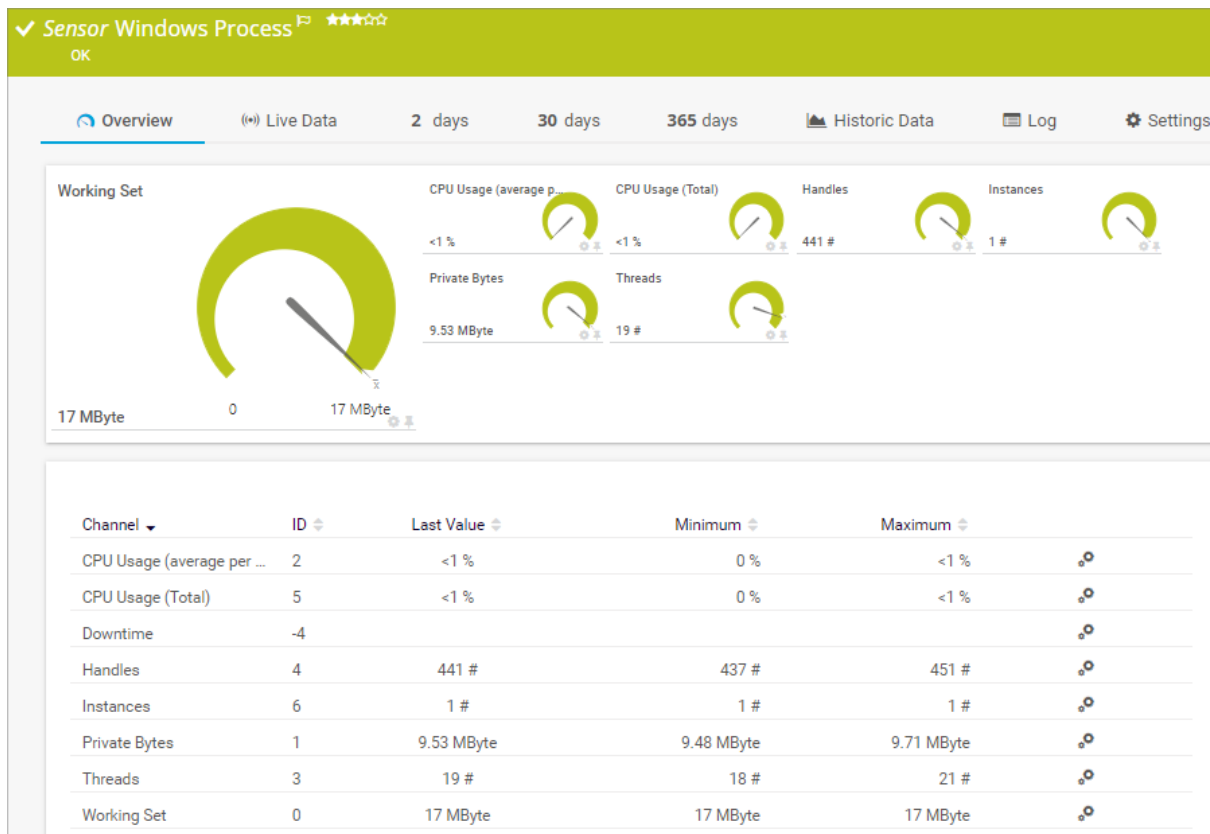 Sensor Windows Process
OK
Overview
Live Data
2 days
30 days
365 days
Historic Data
Log
Settings
Working Set
17 MByte
0
17 MByte
x
CPU Usage (average p...
<1 %
CPU Usage (Total)
<1 %
Handles
441 #
Instances
1 #
Private Bytes
9.53 MByte
Threads
19 #
Channel ID Last Value Minimum Maximum
CPU Usage (average per ... 2 <1 % 0 % <1 %
CPU Usage (Total) 5 <1 % 0 % <1 %
Downtime -4
Handles 4 441 # 437 # 451 #
Instances 6 1 # 1 # 1 #
Private Bytes 1 9.53 MByte 9.48 MByte 9.71 MByte
Threads 3 19 # 18 # 21 #
Working Set 0 17 MByte 17 MByte 17 MByte